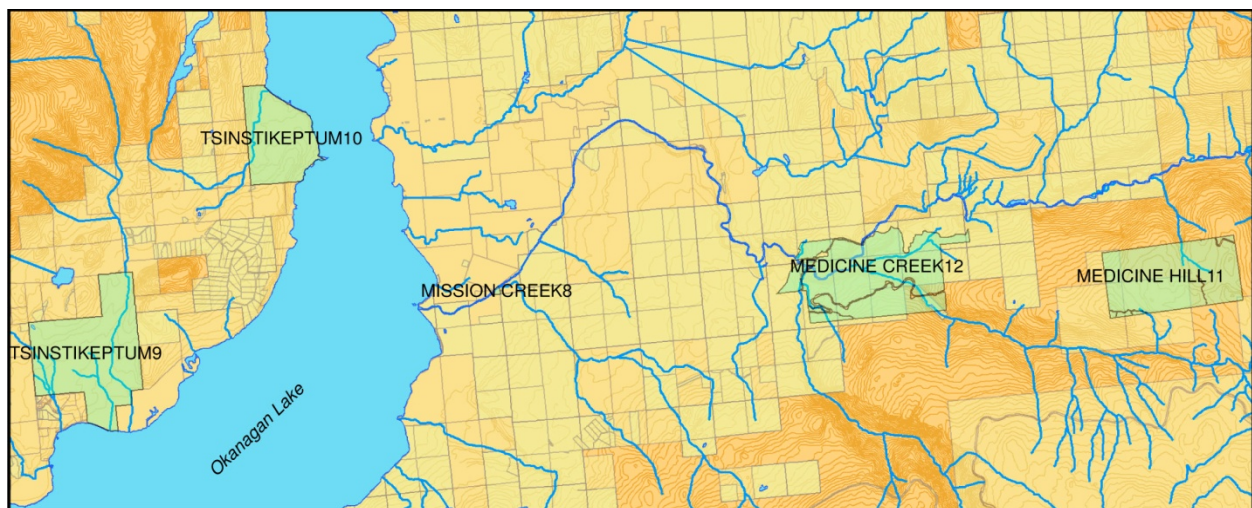 TSINSTIKEPTUM10
MEDICINE CREEK12
MEDICINE HILL11
MISSION CREEK8
TSINSTIKEPTUM9
Okanagan Lake